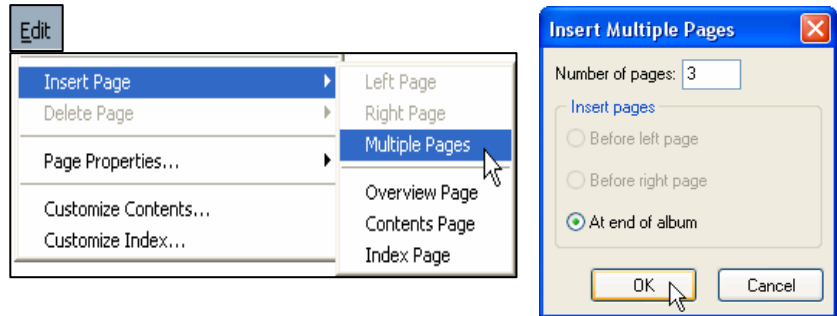 Edit
Insert Page
Delete Page
Page Properties...
Customize Contents...
Customize Index...
Left Page
Right Page
Multiple Pages
Overview Page
Contents Page
Index Page
Insert Multiple Pages
Number of pages: 3
Insert pages
Before left page
Before right page
At end of album
OK Cancel